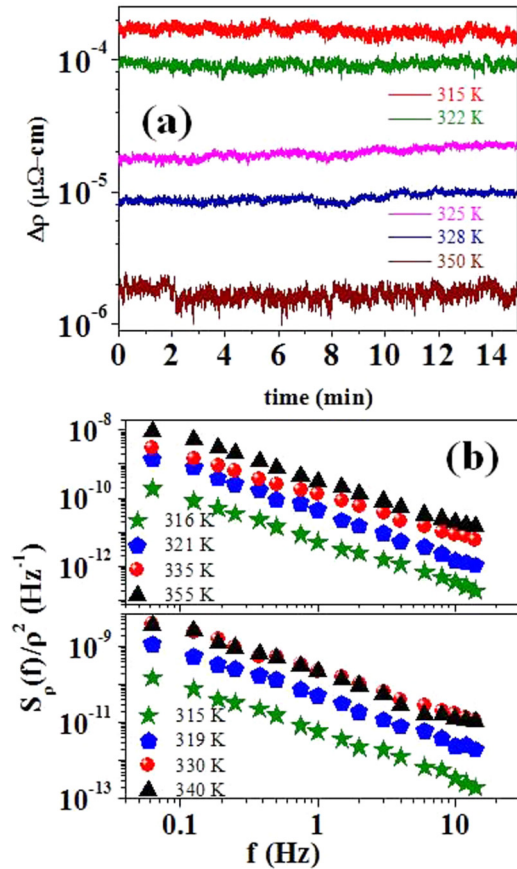 10⁻⁴
315 K
322 K
(a)
Δρ (μΩ–cm)
10⁻⁵
325 K
328 K
350 K
10⁻⁶
0 2 4 6 8 10 12 14
time (min)
10⁻⁸
(b)
10⁻¹⁰
316 K
321 K
335 K
10⁻¹²
355 K
S_ρ(f)/ρ² (Hz⁻¹)
10⁻⁹
10⁻¹¹
315 K
319 K
330 K
10⁻¹³
340 K
0.1 1 10
f (Hz)